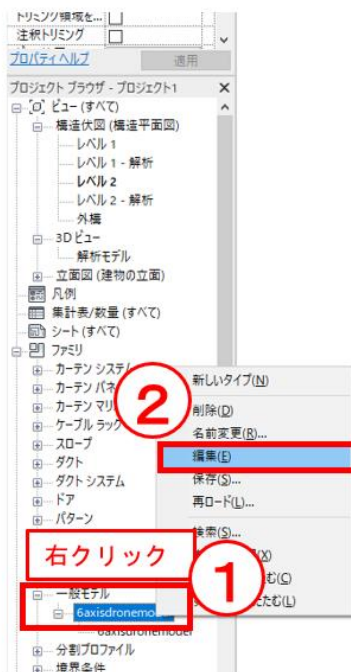 トリミング領域を...
注釈トリミング
プロパティ ヘルプ
適用
プロジェクト ブラウザ - プロジェクト1
ビュー (すべて)
構造伏図 (構造平面図)
レベル 1
レベル 1 - 解析
レベル 2
レベル 2 - 解析
外構
3D ビュー
解析モデル
立面図 (建物の立面)
凡例
集計表/数量 (すべて)
シート (すべて)
ファミリ
カーテン システム
カーテン パネ
カーテン マリ
ケーブル ラック
スロープ
ダクト
ダクト システム
ドア
パターン
一般モデル
6axisdronemo
6axisdronemodel
分割プロファイル
境界条件
新しいタイプ(N)
削除(D)
名前変更(R)...
編集(E)
保存(S)...
再ロード(L)...
検索(S)...
(X)
む(C)
たたむ(L)
②
右クリック
①